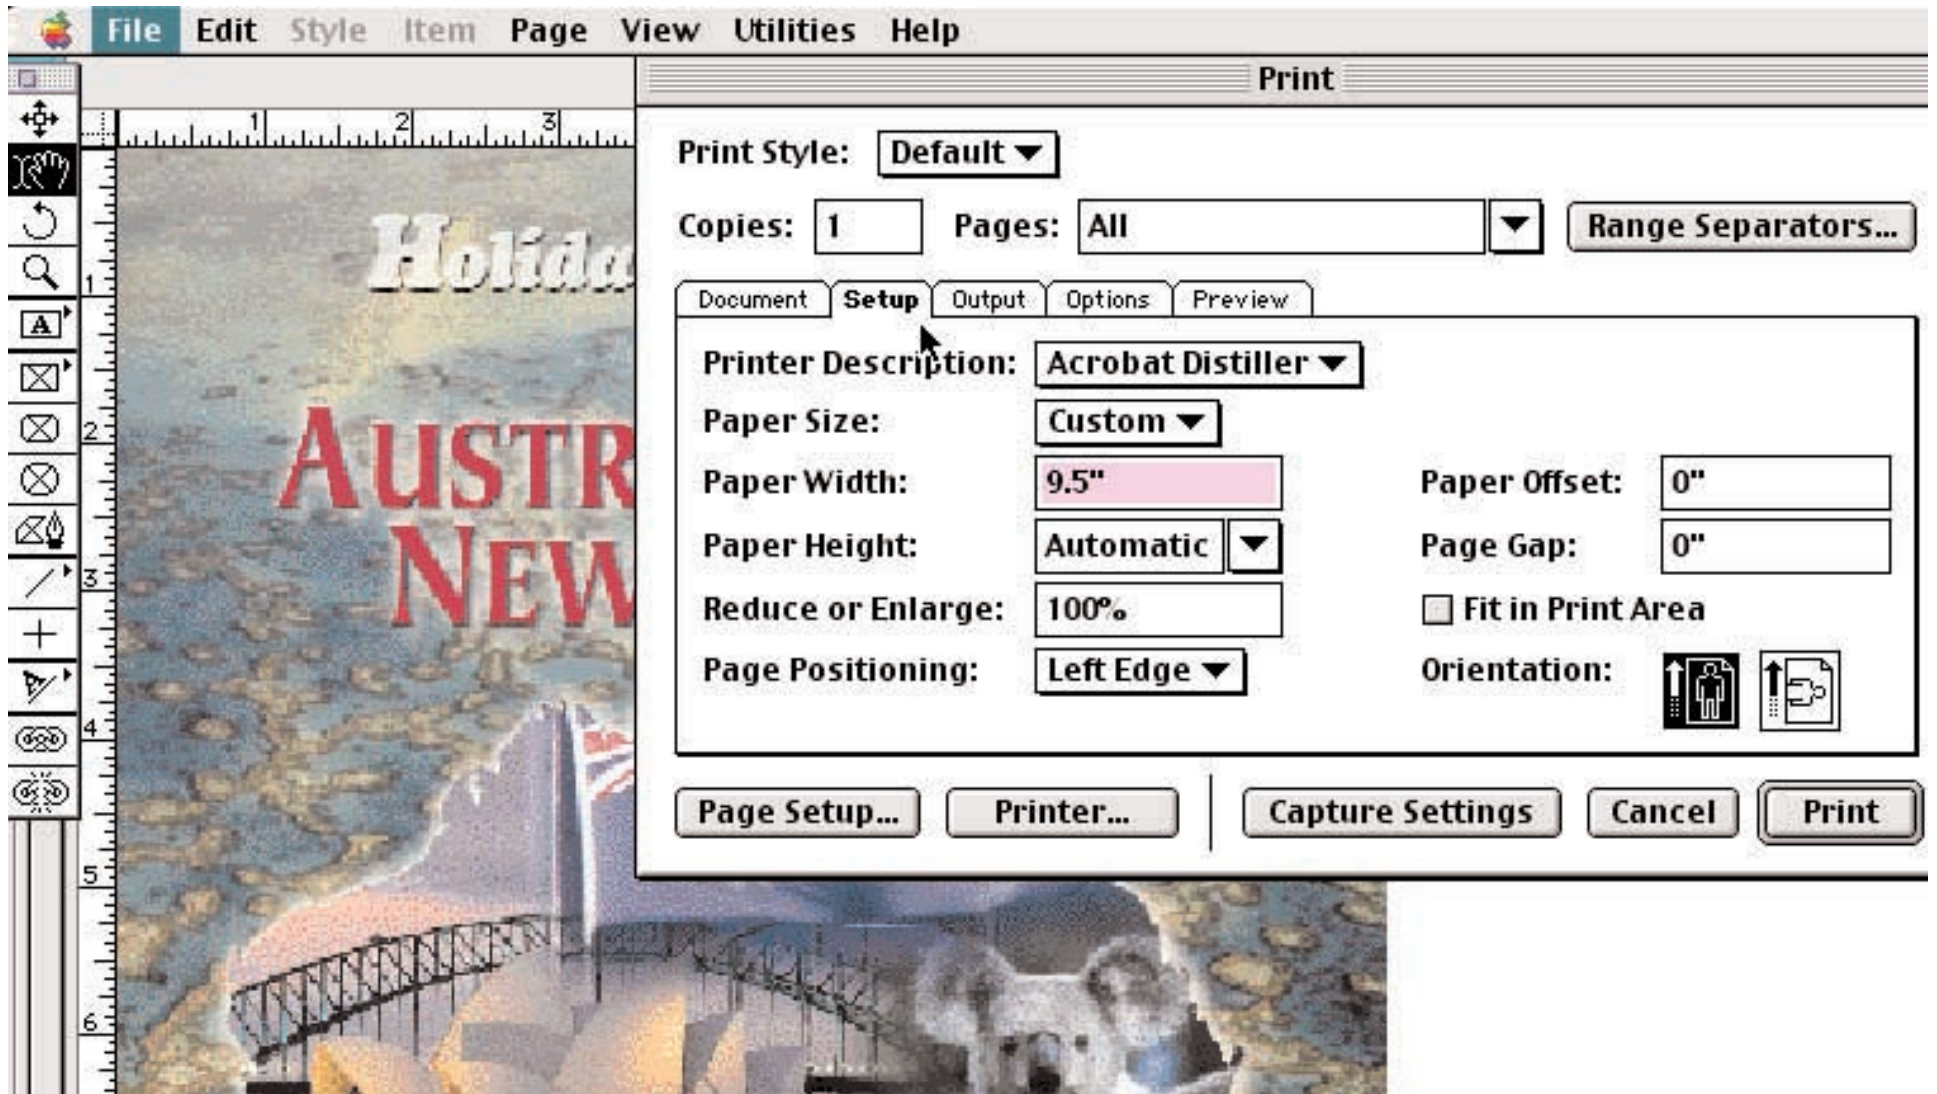 File Edit Style Item Page View Utilities Help
Print
1 2 3
Print Style: Default
Copies: 1 Pages: All Range Separators...
Document Setup Output Options Preview
Printer Description: Acrobat Distiller
Paper Size: Custom
Paper Width: 9.5" Paper Offset: 0"
Paper Height: Automatic Page Gap: 0"
Reduce or Enlarge: 100% Fit in Print Area
Page Positioning: Left Edge Orientation:
Page Setup... Printer... Capture Settings Cancel Print
A
1
2
3
4
5
6
Holida
AUSTR
NEW